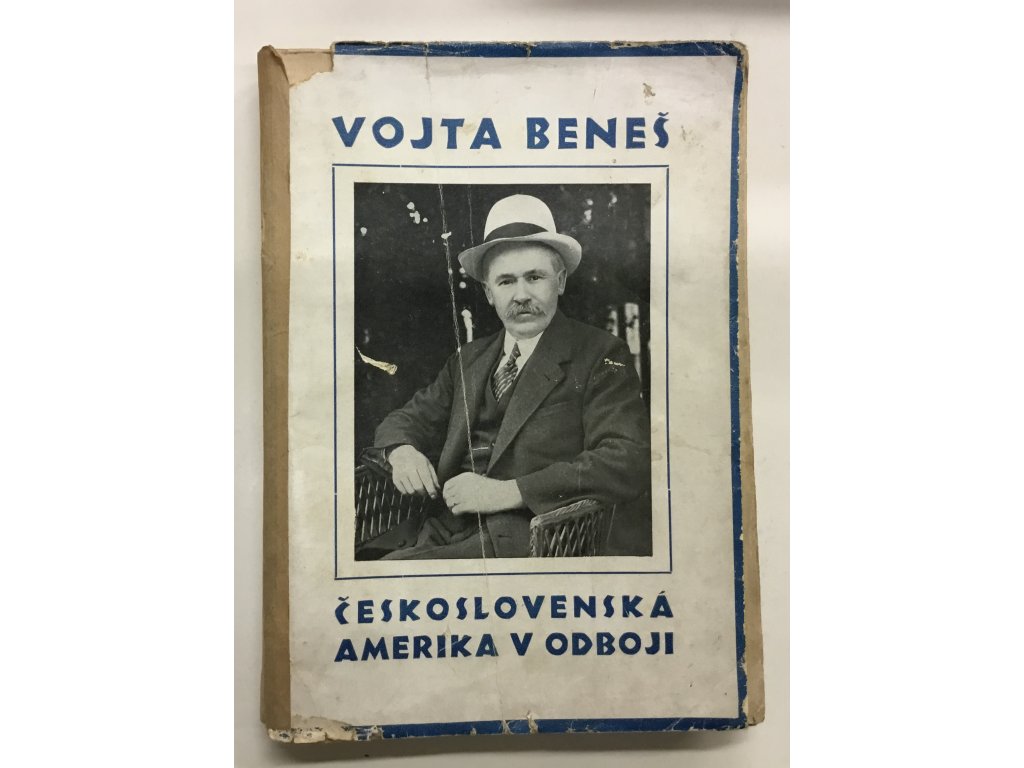 VOJTA BENEŠ
ČESKOSLOVENSKÁ
AMERIKA V ODBOJI